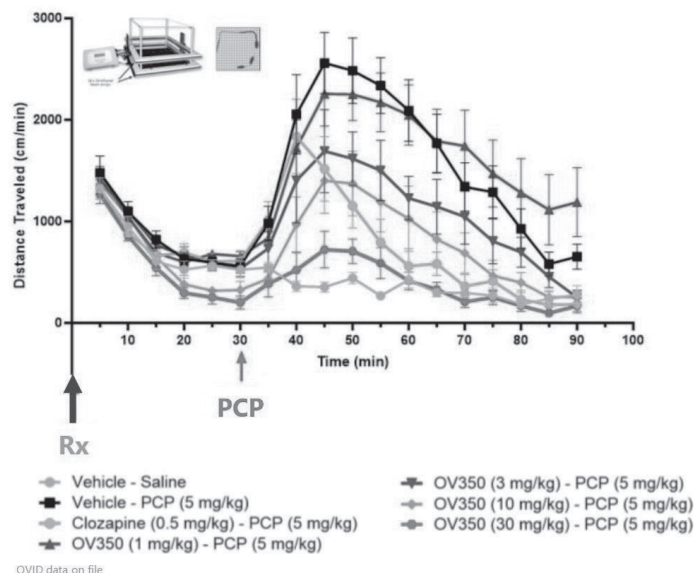 3000
2000
1000
0
Distance Traveled (cm/min)
10 20 30 40 50 60 70 80 90 100
Time (min)
PCP
Rx
Vehicle - Saline
Vehicle - PCP (5 mg/kg)
Clozapine (0.5 mg/kg) - PCP (5 mg/kg)
OV350 (1 mg/kg) - PCP (5 mg/kg)
OV350 (3 mg/kg) - PCP (5 mg/kg)
OV350 (10 mg/kg) - PCP (5 mg/kg)
OV350 (30 mg/kg) - PCP (5 mg/kg)
OVID data on file